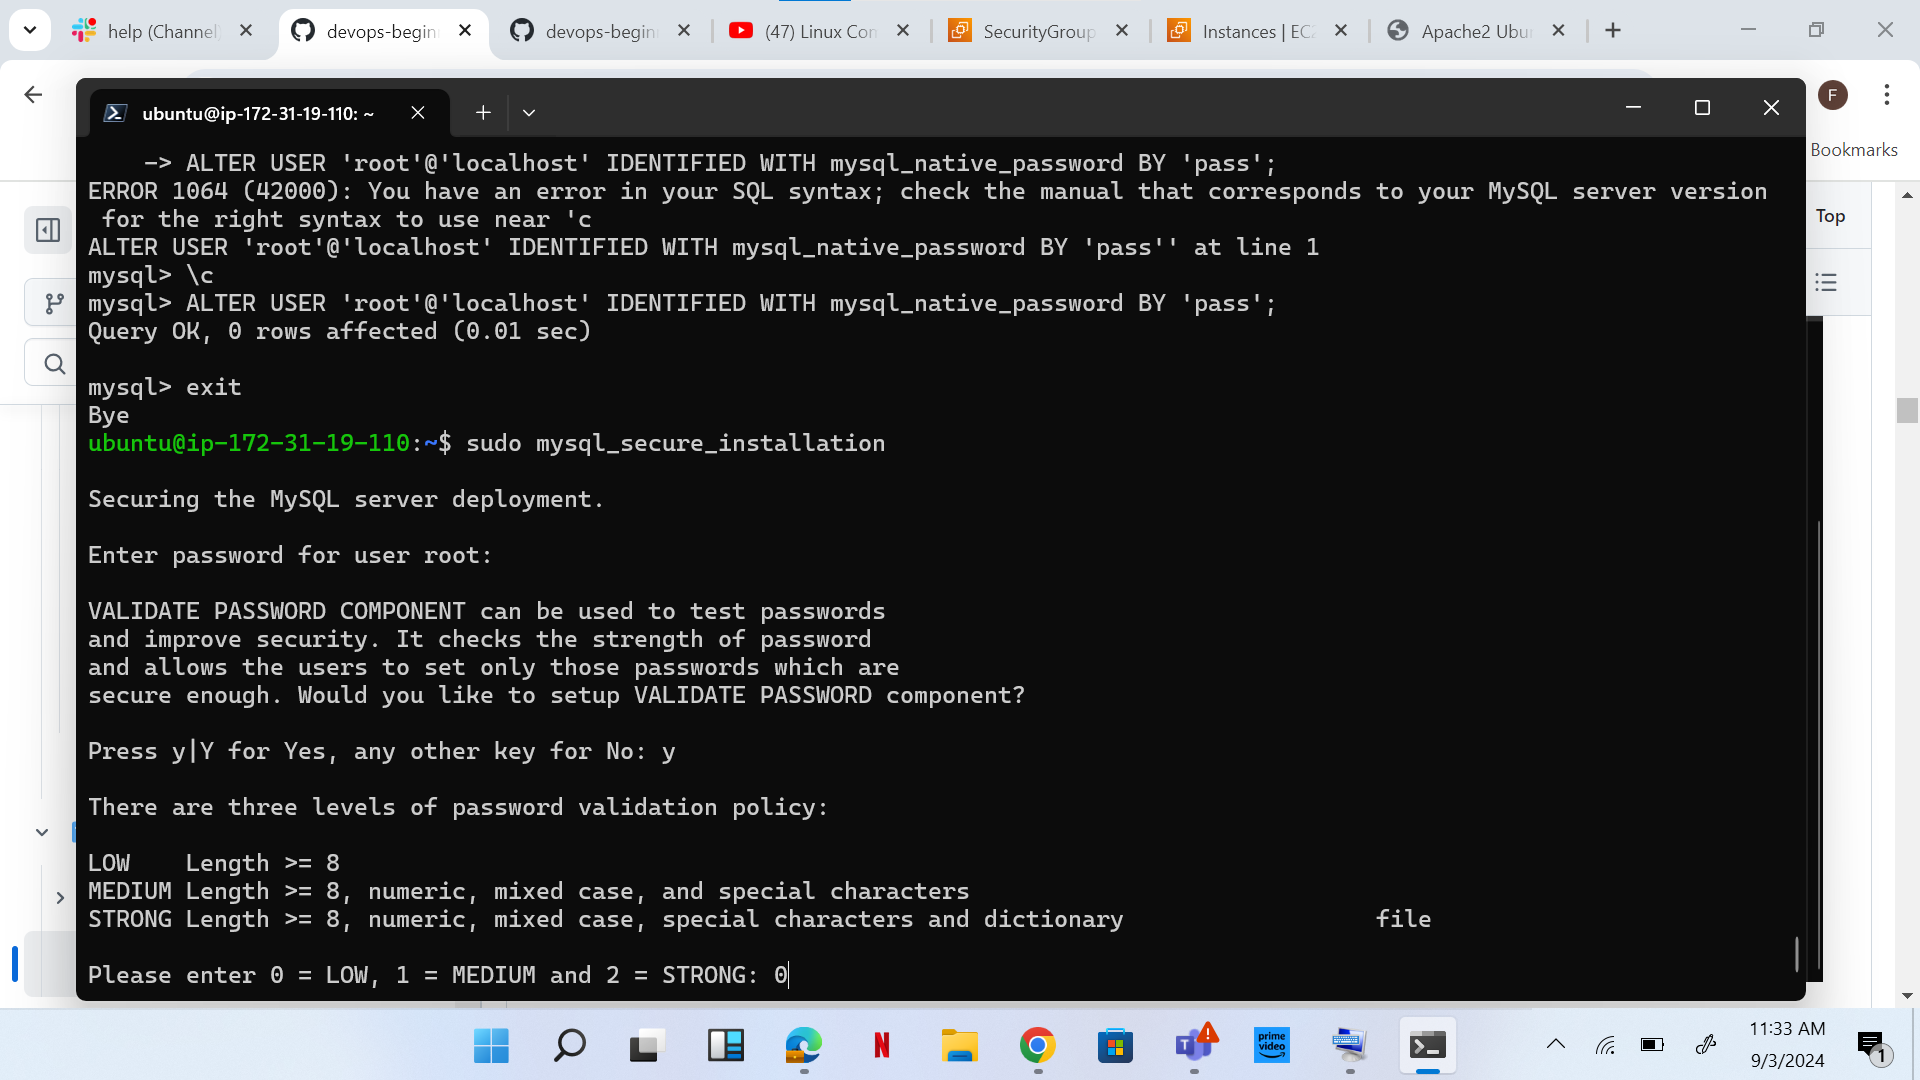 help (Channel
devops-begin
devops-begin
(47) Linux Con
SecurityGroup
Instances | EC2
Apache2 Ubu
ubuntu@ip-172-31-19-110: ~
F
Bookmarks
Top
-> ALTER USER 'root'@'localhost' IDENTIFIED WITH mysql_native_password BY 'pass';
ERROR 1064 (42000): You have an error in your SQL syntax; check the manual that corresponds to your MySQL server version
for the right syntax to use near 'c
ALTER USER 'root'@'localhost' IDENTIFIED WITH mysql_native_password BY 'pass'' at line 1
mysql> \c
mysql> ALTER USER 'root'@'localhost' IDENTIFIED WITH mysql_native_password BY 'pass';
Query OK, 0 rows affected (0.01 sec)
mysql> exit
Bye
ubuntu@ip-172-31-19-110:~$ sudo mysql_secure_installation
Securing the MySQL server deployment.
Enter password for user root:
VALIDATE PASSWORD COMPONENT can be used to test passwords
and improve security. It checks the strength of password
and allows the users to set only those passwords which are
secure enough. Would you like to setup VALIDATE PASSWORD component?
Press y|Y for Yes, any other key for No: y
There are three levels of password validation policy:
LOW    Length >= 8
MEDIUM Length >= 8, numeric, mixed case, and special characters
STRONG Length >= 8, numeric, mixed case, special characters and dictionary                  file
Please enter 0 = LOW, 1 = MEDIUM and 2 = STRONG: 0
N
T
prime video
11:33 AM
9/3/2024
1